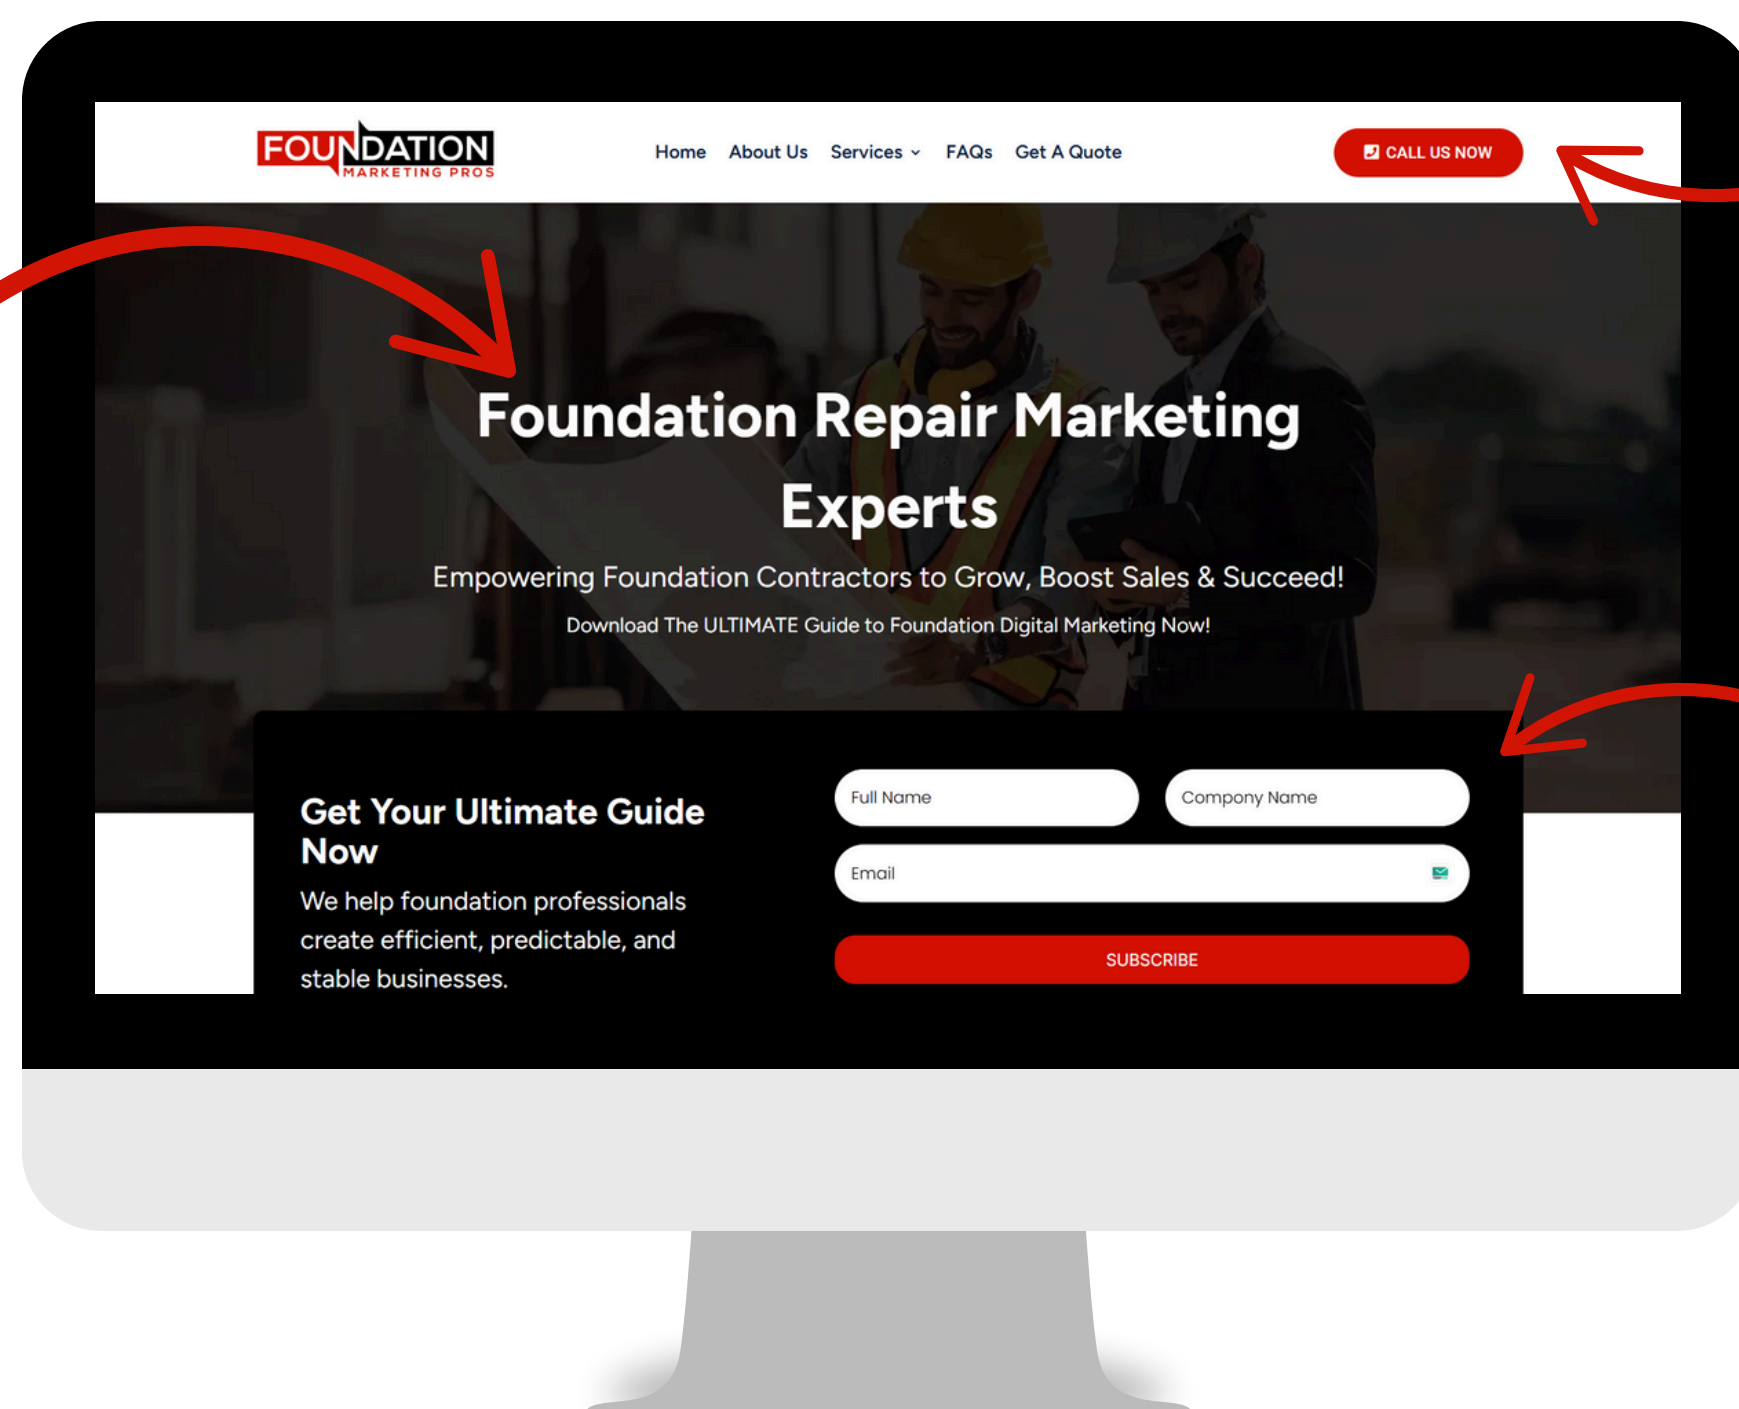 FOUNDATION
MARKETING PROS
Home About Us Services FAQs Get A Quote
CALL US NOW
Foundation Repair Marketing
Experts
Empowering Foundation Contractors to Grow, Boost Sales & Succeed!
Download The ULTIMATE Guide to Foundation Digital Marketing Now!
Get Your Ultimate Guide
Now
We help foundation professionals
create efficient, predictable, and
stable businesses.
Full Name
Compony Name
Email
SUBSCRIBE